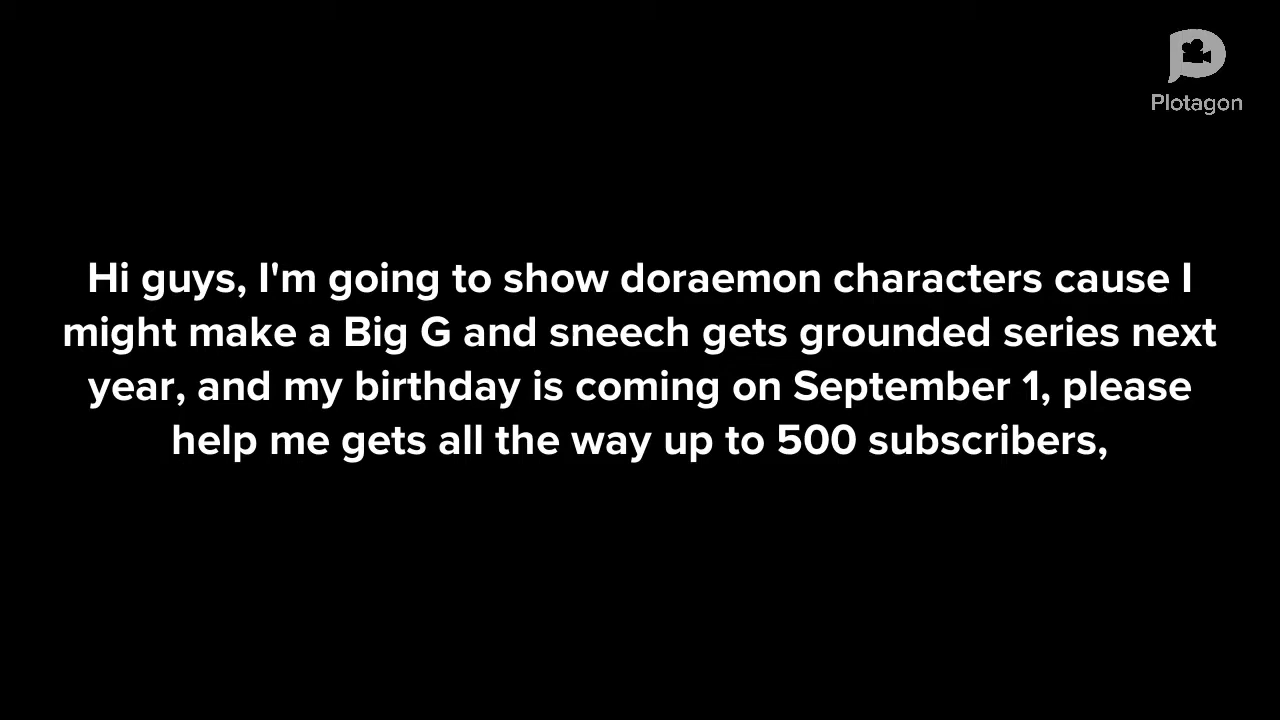 Plotagon
Hi guys, I'm going to show doraemon characters cause I
might make a Big G and sneech gets grounded series next
year, and my birthday is coming on September 1, please
help me gets all the way up to 500 subscribers,